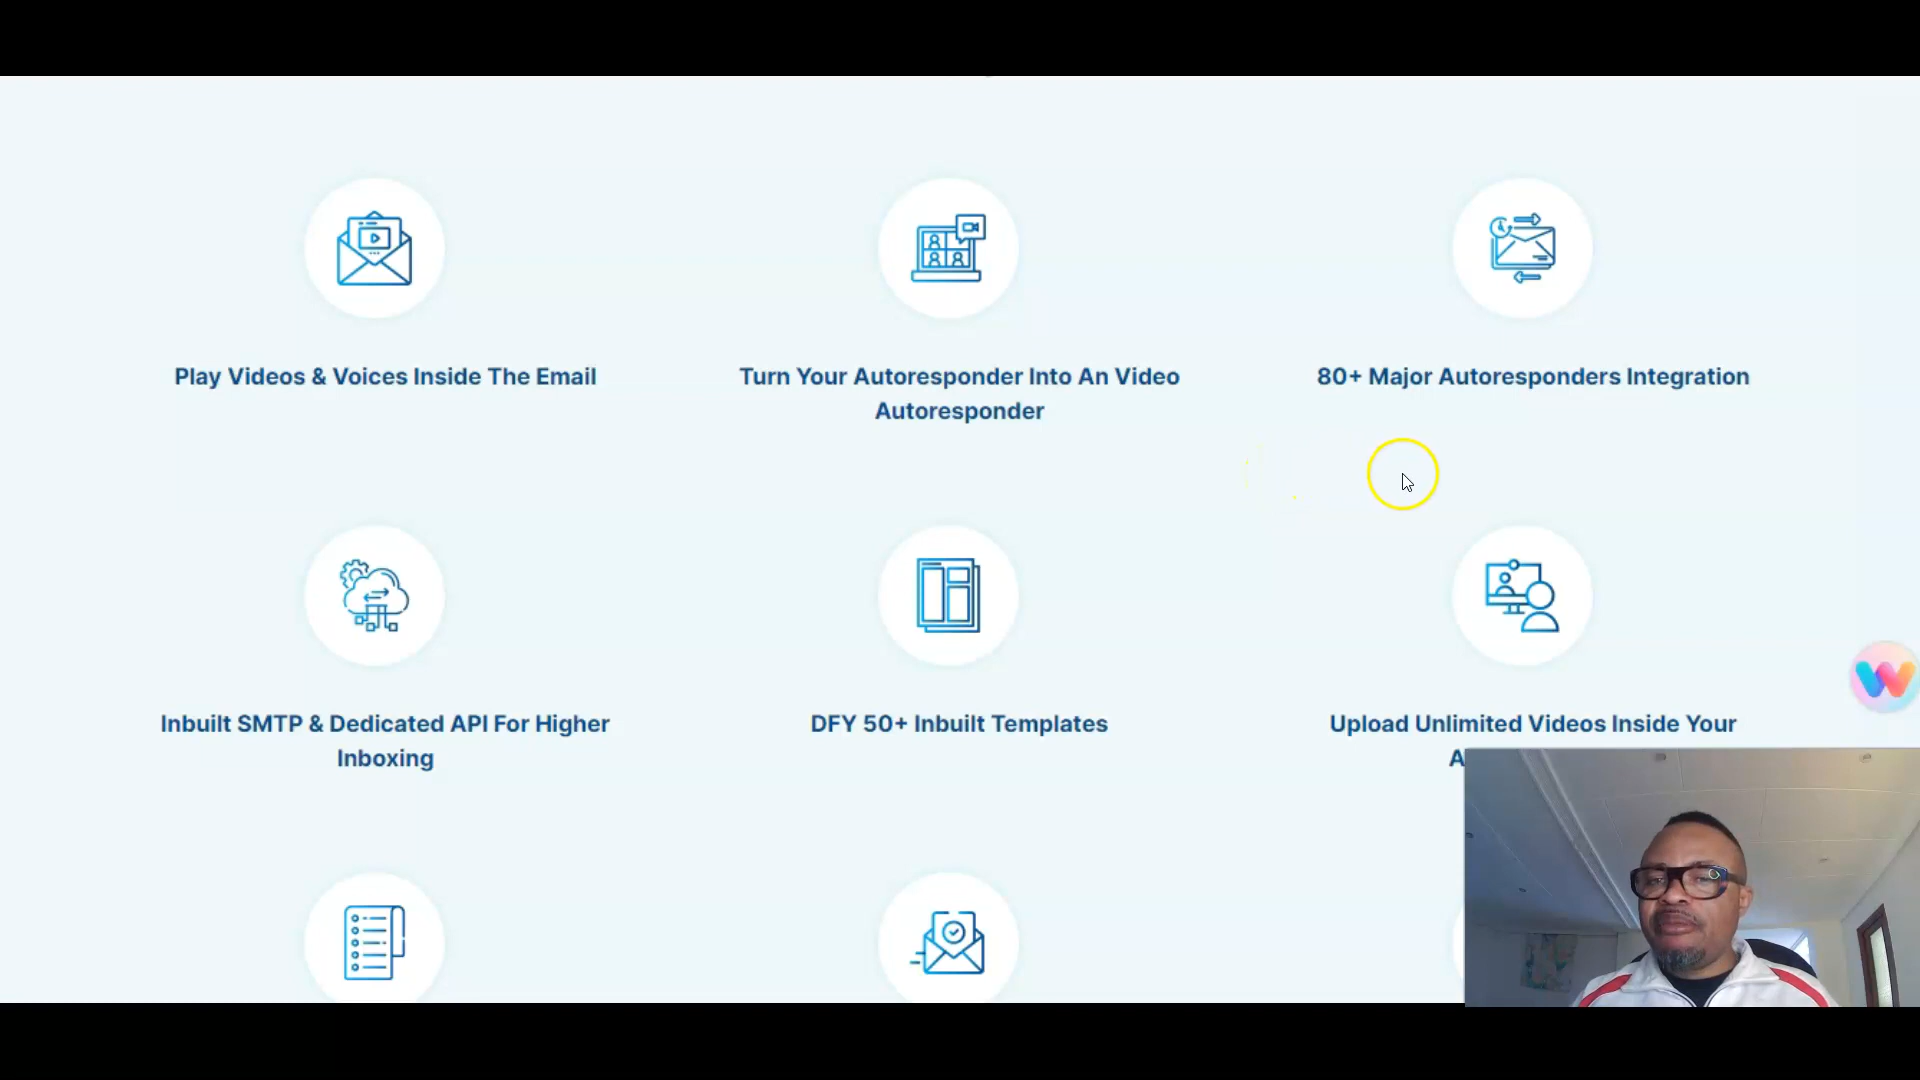 Play Videos & Voices Inside The Email
Turn Your Autoresponder Into An Video
Autoresponder
80+ Major Autoresponders Integration
Inbuilt SMTP & Dedicated API For Higher
Inboxing
DFY 50+ Inbuilt Templates
Upload Unlimited Videos Inside Your